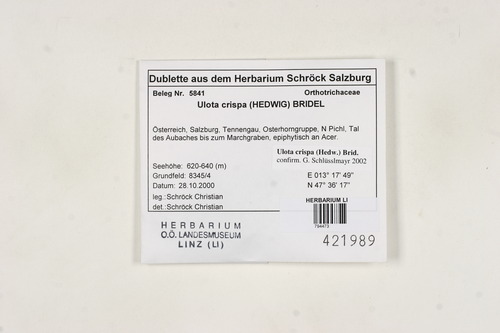 Dublette aus dem Herbarium Schröck Salzburg
Beleg Nr. 5841 Orthotrichaceae
Ulota crispa (HEDWIG) BRIDEL
Österreich, Salzburg, Tennengau, Osterhorngruppe, N Pichl, Tal
des Aubaches bis zum Marchgraben, epiphytisch an Acer.
Ulota crispa (Hedw.) Brid.
confirm. G. Schlüsslmayr 2002
Seehöhe: 620-640 (m)
Grundfeld: 8345/4 E 013° 17' 49"
Datum: 28.10.2000 N 47° 36' 17"
leg.: Schröck Christian
det.: Schröck Christian
HERBARIUM LI
794473
HERBARIUM
O.Ö. LANDESMUSEUM
LINZ (LI)
421989